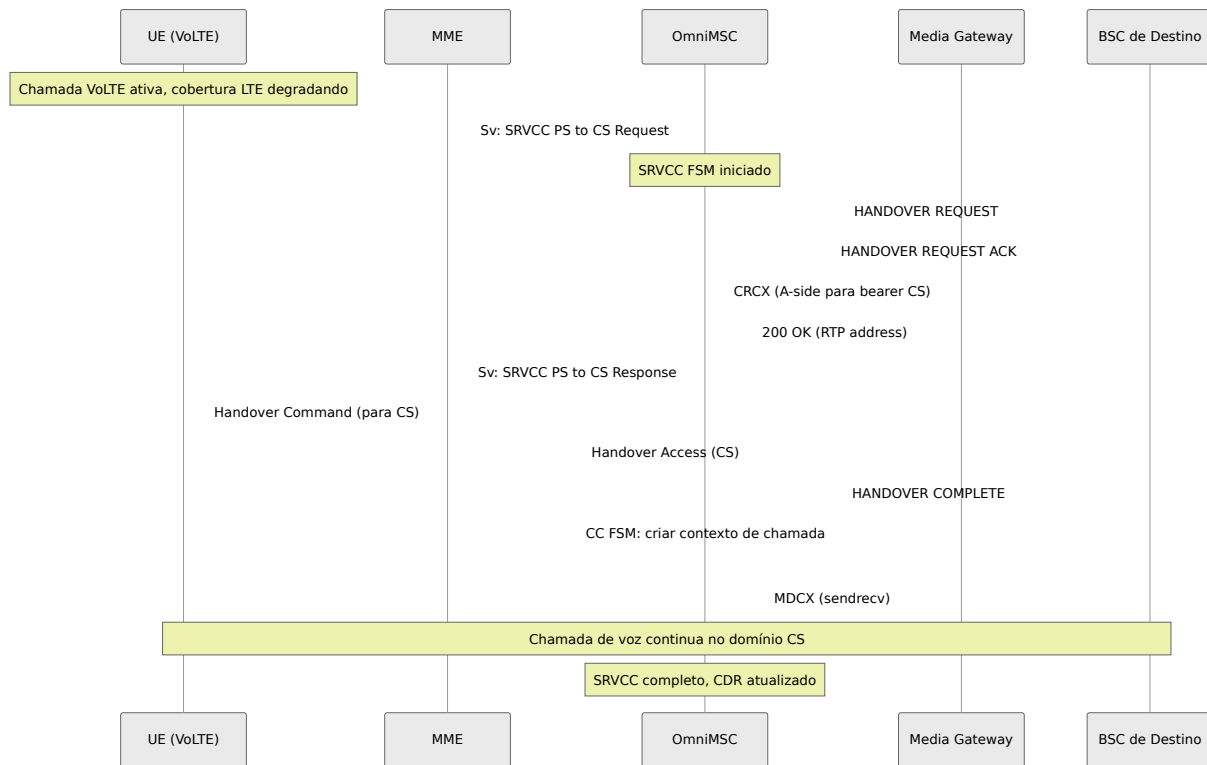 UE (VoLTE)
MME
OmniMSC
Media Gateway
BSC de Destino
Chamada VoLTE ativa, cobertura LTE degradando
Sv: SRVCC PS to CS Request
SRVCC FSM iniciado
HANDOVER REQUEST
HANDOVER REQUEST ACK
CRCX (A-side para bearer CS)
200 OK (RTP address)
Sv: SRVCC PS to CS Response
Handover Command (para CS)
Handover Access (CS)
HANDOVER COMPLETE
CC FSM: criar contexto de chamada
MDCX (sendrecv)
Chamada de voz continua no domínio CS
SRVCC completo, CDR atualizado
UE (VoLTE)
MME
OmniMSC
Media Gateway
BSC de Destino